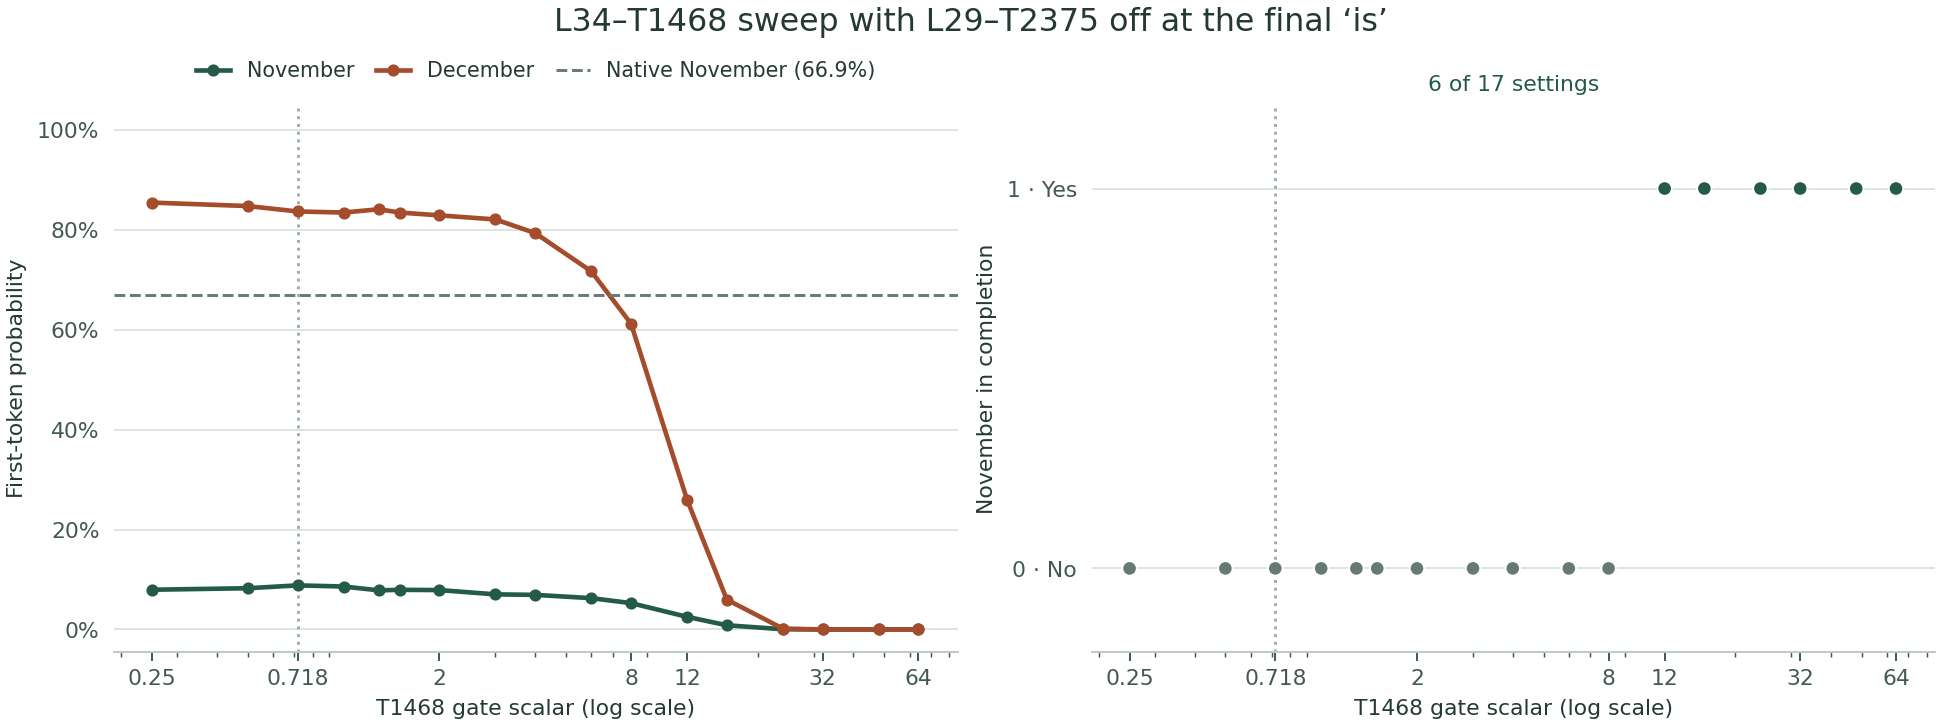 L34–T1468 sweep with L29–T2375 off at the final ‘is’
November
December
Native November (66.9%)
100%
80%
60%
40%
20%
0%
First-token probability
0.25
0.718
2
8
12
32
64
T1468 gate scalar (log scale)
6 of 17 settings
1 · Yes
0 · No
November in completion
0.25
0.718
2
8
12
32
64
T1468 gate scalar (log scale)